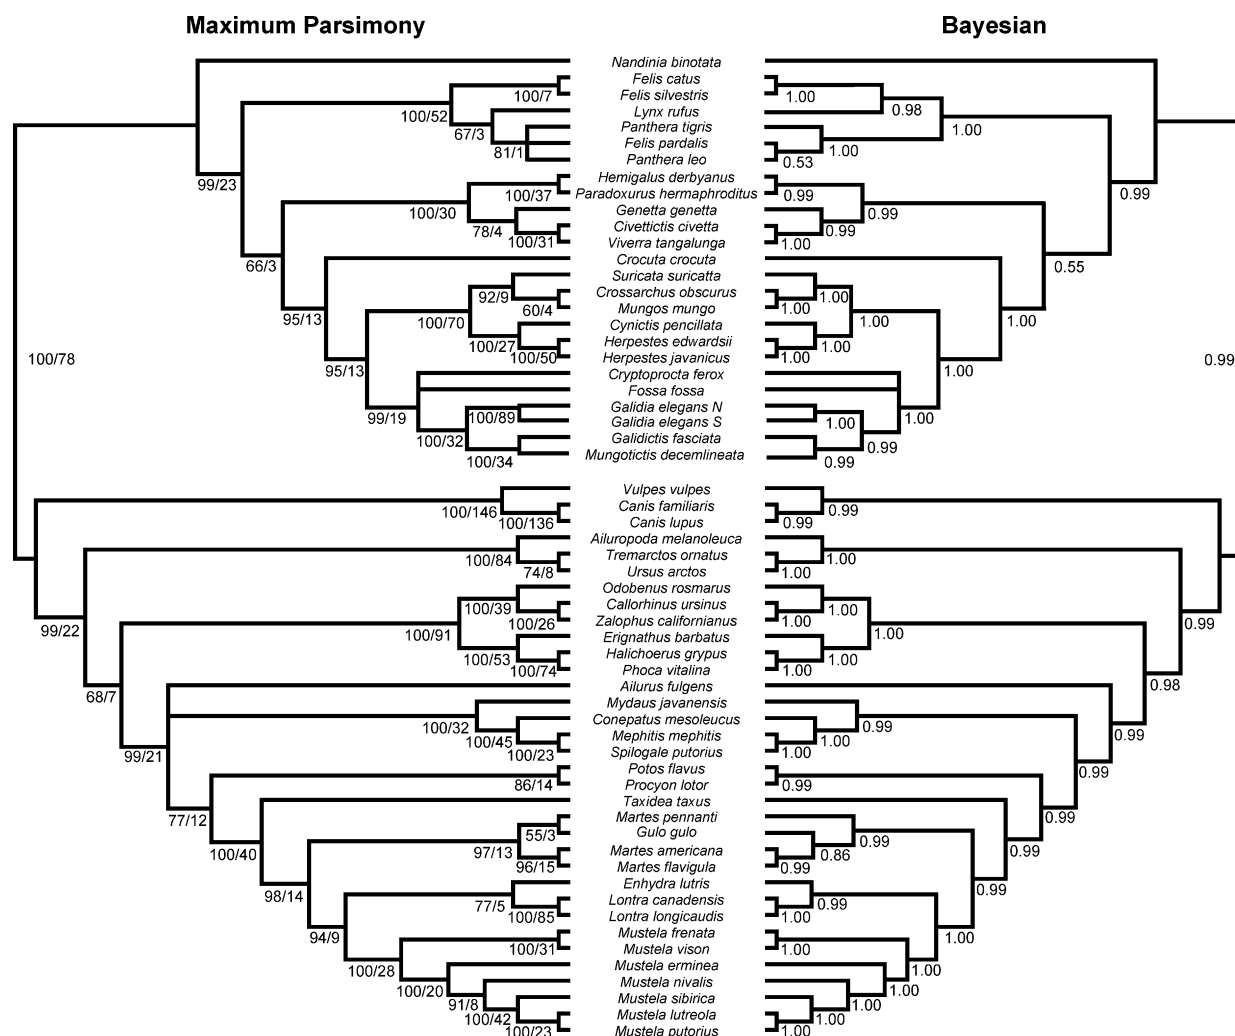 Maximum Parsimony Bayesian
Nandinia binotata
Felis catus
100/7 Felis silvestris 1.00
100/52 Lynx rufus 0.98
67/3 Panthera tigris 1.00
81/1 Felis pardalis 1.00
Panthera leo 0.53
99/23 Hemigalus derbyanus 0.99
100/37 Paradoxurus hermaphroditus 0.99
100/30 Genetta genetta 0.99
78/4 Civettictis civetta 0.99
100/31 Viverra tangalunga 1.00
66/3 Crocuta crocuta 0.55
Suricata suricatta
92/9 Crossarchus obscurus 1.00
60/4 Mungos mungo 1.00
95/13 100/70 Cynictis pencillata 1.00 1.00
100/27 Herpestes edwardsii 1.00
100/50 Herpestes javanicus 1.00
100/78 0.99
95/13 Cryptoprocta ferox 1.00
Fossa fossa
99/19 100/89 Galidia elegans N 1.00
Galidia elegans S 1.00
100/32 Galidictis fasciata 0.99
100/34 Mungotictis decemlineata 0.99
Vulpes vulpes
100/146 Canis familiaris 0.99
100/136 Canis lupus 0.99
Ailuropoda melanoleuca
100/84 Tremarctos ornatus 1.00
74/8 Ursus arctos 1.00
Odobenus rosmarus
100/39 Callorhinus ursinus 1.00
100/26 Zalophus californianus 1.00
99/22 100/91 Erignathus barbatus 1.00 0.99
100/53 Halichoerus grypus 1.00
100/74 Phoca vitalina 1.00
68/7 Ailurus fulgens 0.98
Mydaus javanensis
100/32 Conepatus mesoleucus 0.99
100/45 Mephitis mephitis 1.00 0.99
99/21 100/23 Spilogale putorius 1.00
Potos flavus 0.99
86/14 Procyon lotor 0.99
Taxidea taxus
77/12 Martes pennanti 0.99
55/3 Gulo gulo 0.99
100/40 97/13 Martes americana 0.86 0.99
96/15 Martes flavigula 0.99
98/14 Enhydra lutris 0.99
77/5 Lontra canadensis 0.99
100/85 Lontra longicaudis 1.00
94/9 Mustela frenata 1.00
100/31 Mustela vison 1.00
100/28 Mustela erminea 1.00
100/20 Mustela nivalis 1.00
91/8 Mustela sibirica 1.00
100/42 Mustela lutreola 1.00
100/23 Mustela putorius 1.00